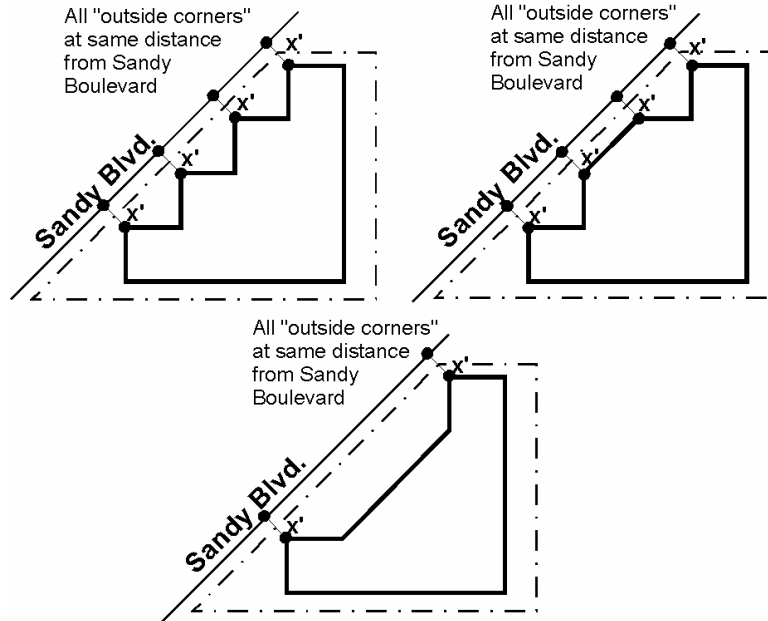 All "outside corners"
at same distance
from Sandy
Boulevard
x'
x'
x'
x'
Sandy Blvd.
All "outside corners"
at same distance
from Sandy
Boulevard
x'
x'
x'
x'
Sandy Blvd.
All "outside corners"
at same distance
from Sandy
Boulevard
x'
x'
Sandy Blvd.